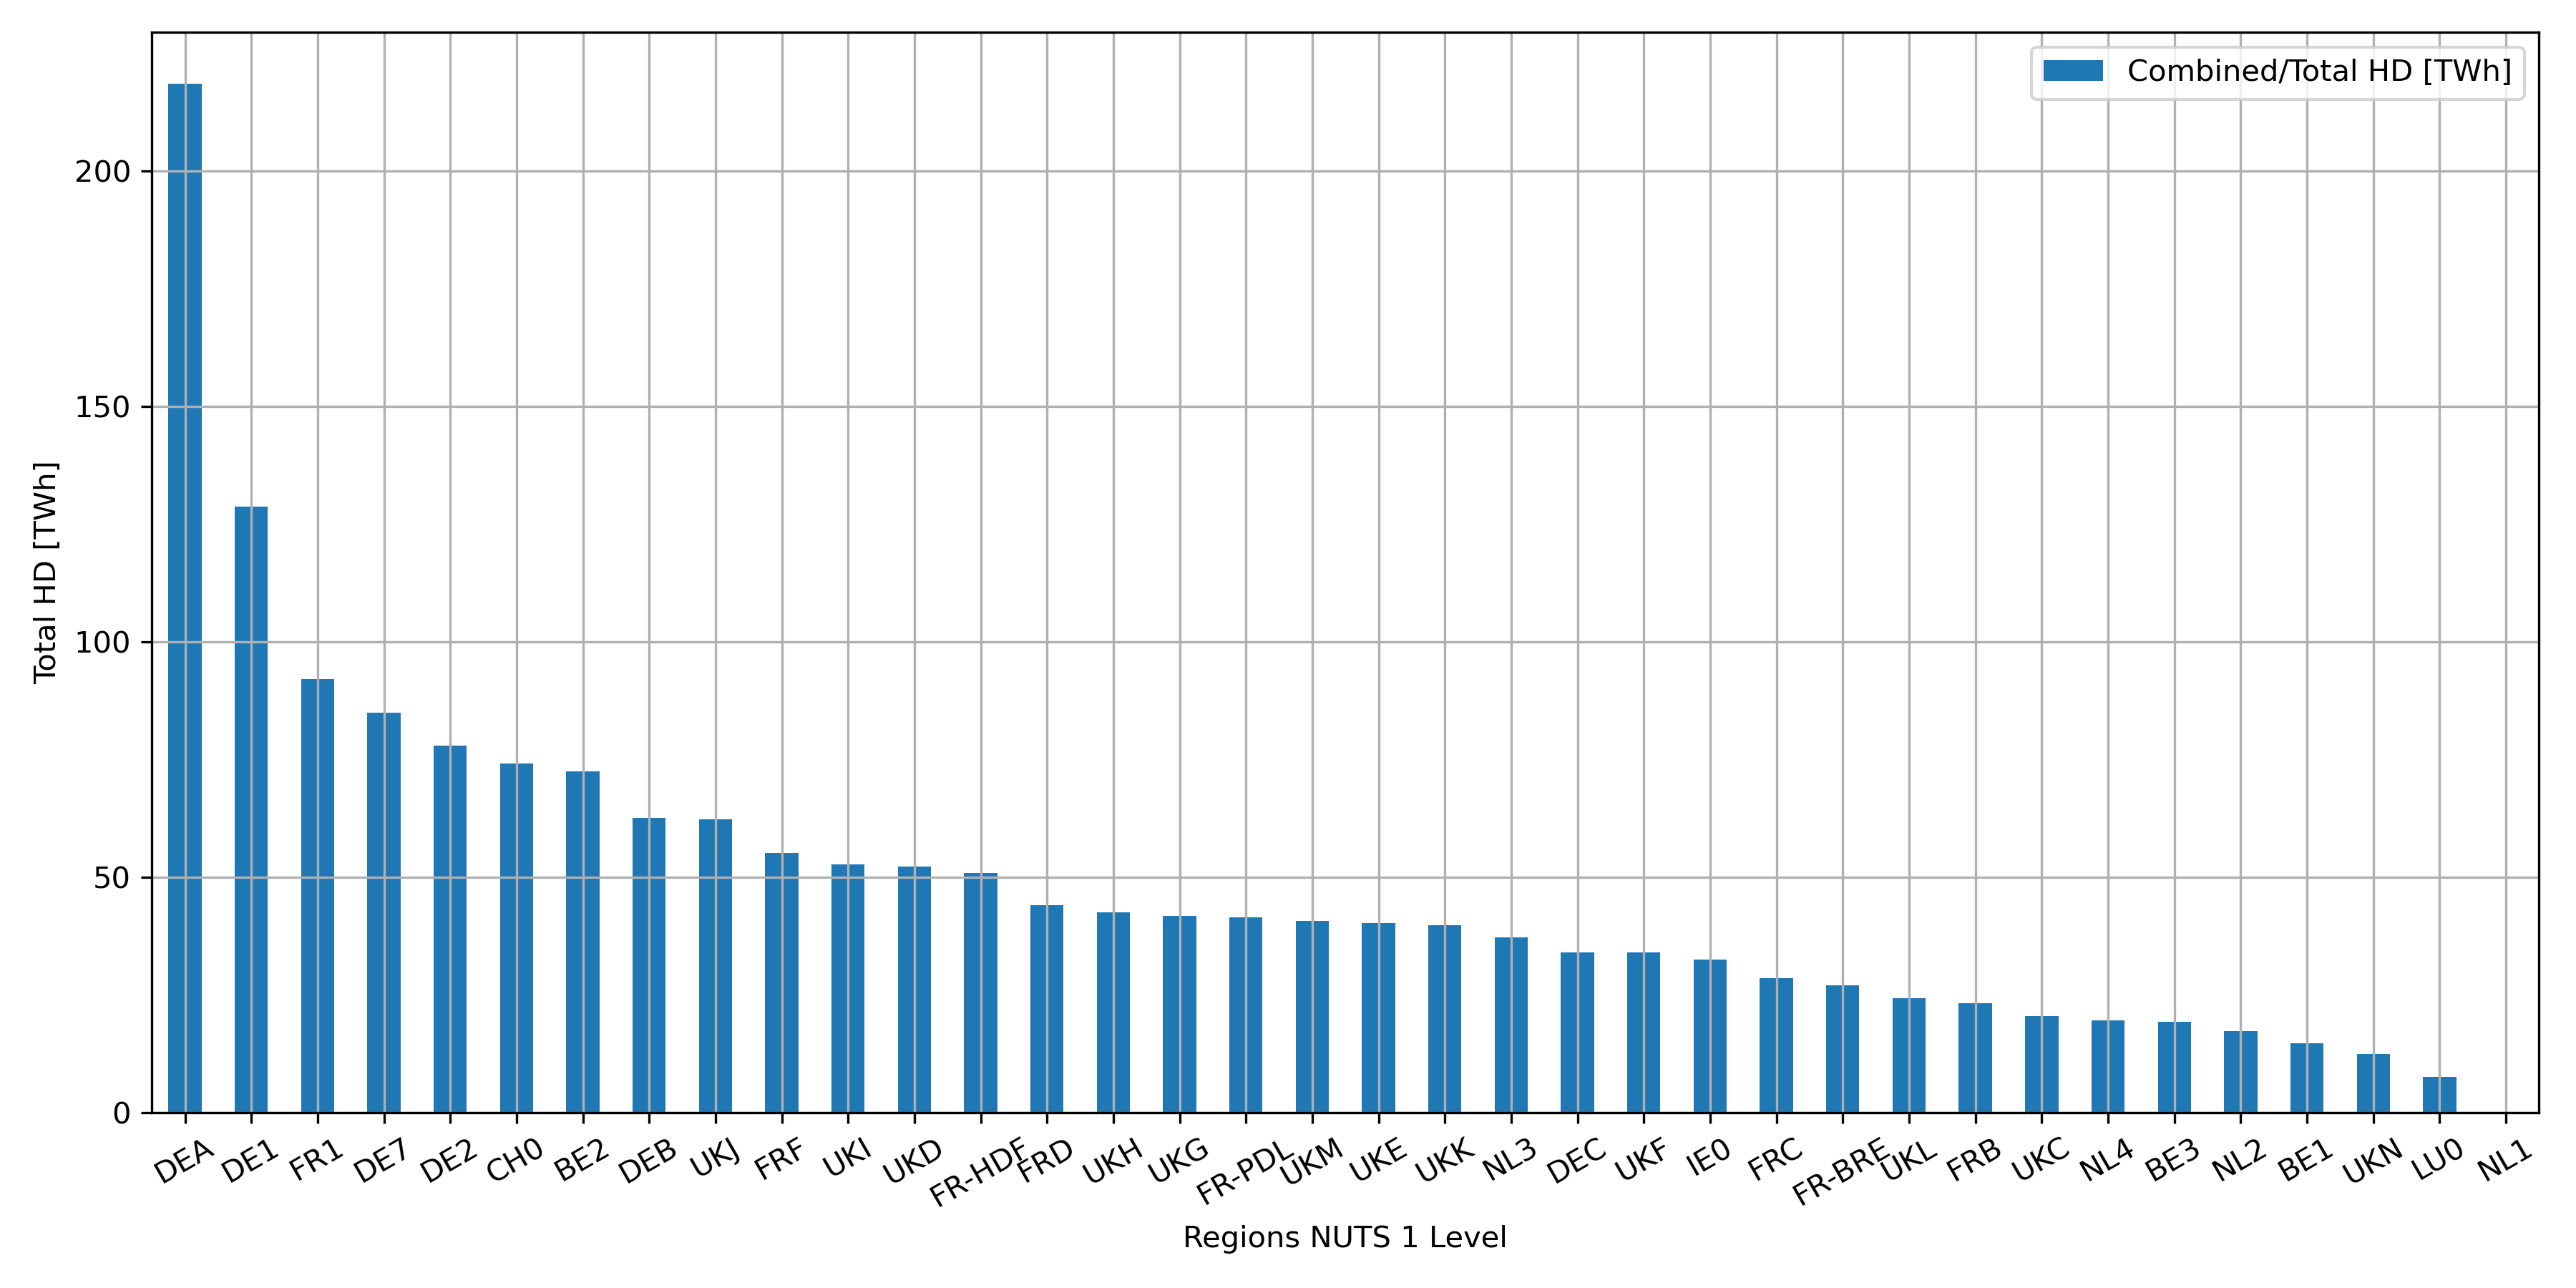 Combined/Total HD [TWh]
Total HD [TWh]
200
150
100
50
0
DEA DE1 FR1 DE7 DE2 CH0 BE2 DEB UKJ FRF UKI UKD FR-HDF FRD UKH UKG FR-PDL UKM UKE UKK NL3 DEC UKF IE0 FRC FR-BRE UKL FRB UKC NL4 BE3 NL2 BE1 UKN LU0 NL1
Regions NUTS 1 Level